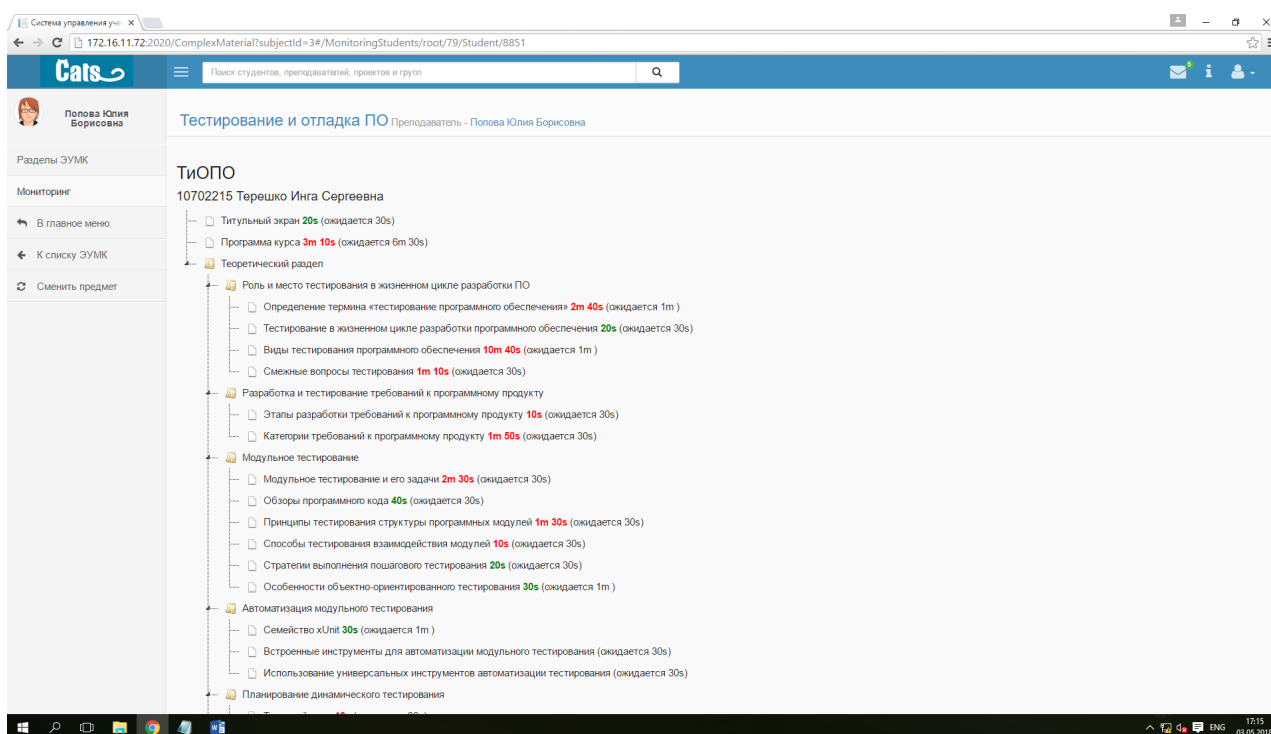 Система управления уче
172.16.11.72:2020/ComplexMaterial?subjectId=3#/MonitoringStudents/root/79/Student/8851
Cats
Поиск студентов, преподавателей, проектов и групп
5
Попова Юлия
Борисовна
Тестирование и отладка ПО Преподаватель - Попова Юлия Борисовна
Разделы ЭУМК
Мониторинг
В главное меню
К списку ЭУМК
Сменить предмет
ТиОПО
10702215 Терешко Инга Сергеевна
Титульный экран 20s (ожидается 30s)
Программа курса 3m 10s (ожидается 6m 30s)
Теоретический раздел
Роль и место тестирования в жизненном цикле разработки ПО
Определение термина «тестирование программного обеспечения» 2m 40s (ожидается 1m )
Тестирование в жизненном цикле разработки программного обеспечения 20s (ожидается 30s)
Виды тестирования программного обеспечения 10m 40s (ожидается 1m )
Смежные вопросы тестирования 1m 10s (ожидается 30s)
Разработка и тестирование требований к программному продукту
Этапы разработки требований к программному продукту 10s (ожидается 30s)
Категории требований к программному продукту 1m 50s (ожидается 30s)
Модульное тестирование
Модульное тестирование и его задачи 2m 30s (ожидается 30s)
Обзоры программного кода 40s (ожидается 30s)
Принципы тестирования структуры программных модулей 1m 30s (ожидается 30s)
Способы тестирования взаимодействия модулей 10s (ожидается 30s)
Стратегии выполнения пошагового тестирования 20s (ожидается 30s)
Особенности объектно-ориентированного тестирования 30s (ожидается 1m )
Автоматизация модульного тестирования
Семейство xUnit 30s (ожидается 1m )
Встроенные инструменты для автоматизации модульного тестирования (ожидается 30s)
Использование универсальных инструментов автоматизации тестирования (ожидается 30s)
Планирование динамического тестирования
ENG
17:15
03.05.2018